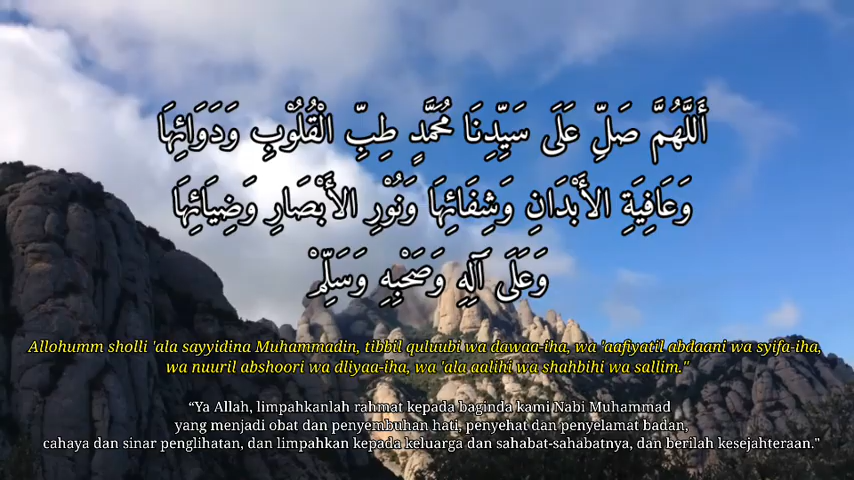 أَللَّهُمَّ صَلِّ عَلَى سَيِّدِنَا مُحَمَّدٍ طِبِّ الْقُلُوْبِ وَدَوَائِهَا
وَعَافِيَةِ الأَبْدَانِ وَشِفَائِهَا وَنُوْرِ الأَبْصَارِ وَضِيَائِهَا
وَعَلَى آلِهِ وَصَحْبِهِ وَسَلِّمْ
Allohumm sholli 'ala sayyidina Muhammadin, tibbil quluubi wa dawaa-iha, wa 'aafiyatil abdaani wa syifa-iha,
wa nuuril abshoori wa dliyaa-iha, wa 'ala aalihi wa shahbihi wa sallim."
“Ya Allah, limpahkanlah rahmat kepada baginda kami Nabi Muhammad
yang menjadi obat dan penyembuhan hati, penyehat dan penyelamat badan,
cahaya dan sinar penglihatan, dan limpahkan kepada keluarga dan sahabat-sahabatnya, dan berilah kesejahteraan.”